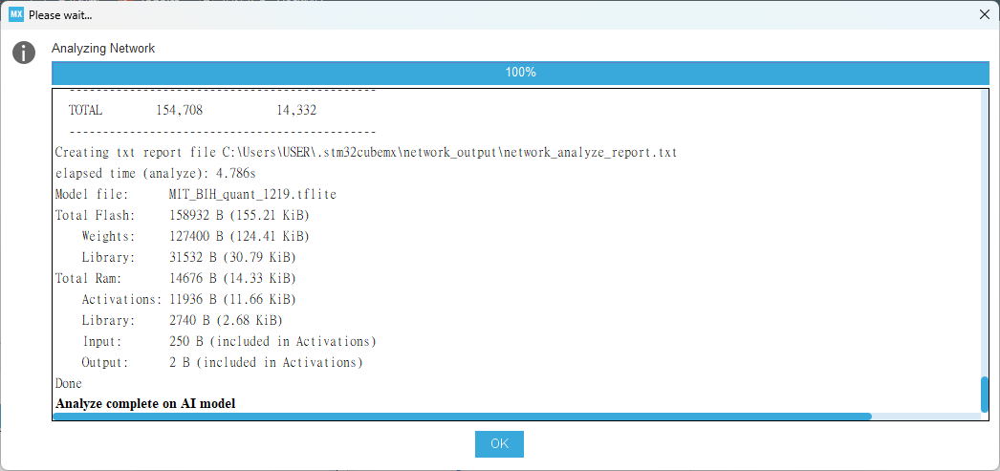 MX Please wait...
Analyzing Network
100%
--------------------------------------------
TOTAL 154,708 14,332
--------------------------------------------
Creating txt report file C:\Users\USER\.stm32cubemx\network_output\network_analyze_report.txt
elapsed time (analyze): 4.786s
Model file: MIT_BIH_quant_1219.tflite
Total Flash: 158932 B (155.21 KiB)
Weights: 127400 B (124.41 KiB)
Library: 31532 B (30.79 KiB)
Total Ram: 14676 B (14.33 KiB)
Activations: 11936 B (11.66 KiB)
Library: 2740 B (2.68 KiB)
Input: 250 B (included in Activations)
Output: 2 B (included in Activations)
Done
Analyze complete on AI model
OK